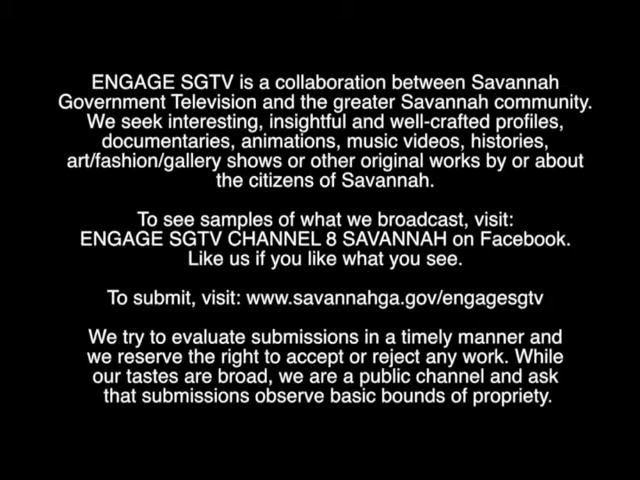 ENGAGE SGTV is a collaboration between Savannah
Government Television and the greater Savannah community.
We seek interesting, insightful and well-crafted profiles,
documentaries, animations, music videos, histories,
art/fashion/gallery shows or other original works by or about
the citizens of Savannah.
To see samples of what we broadcast, visit:
ENGAGE SGTV CHANNEL 8 SAVANNAH on Facebook.
Like us if you like what you see.
To submit, visit: www.savannahga.gov/engagesgtv
We try to evaluate submissions in a timely manner and
we reserve the right to accept or reject any work. While
our tastes are broad, we are a public channel and ask
that submissions observe basic bounds of propriety.